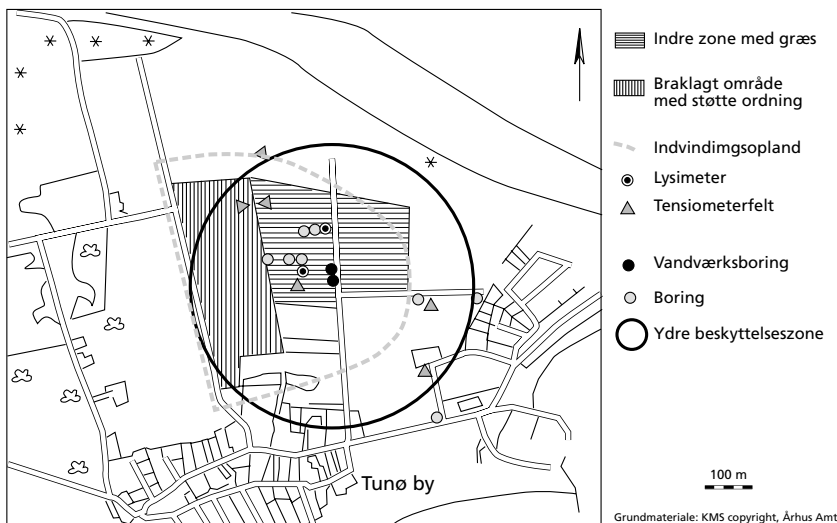 Indre zone med græs
Braklagt område
med støtte ordning
Indvindimgsopland
Lysimeter
Tensiometerfelt
Vandværksboring
Boring
Ydre beskyttelseszone
Tunø by
100 m
Grundmateriale: KMS copyright, Århus Amt